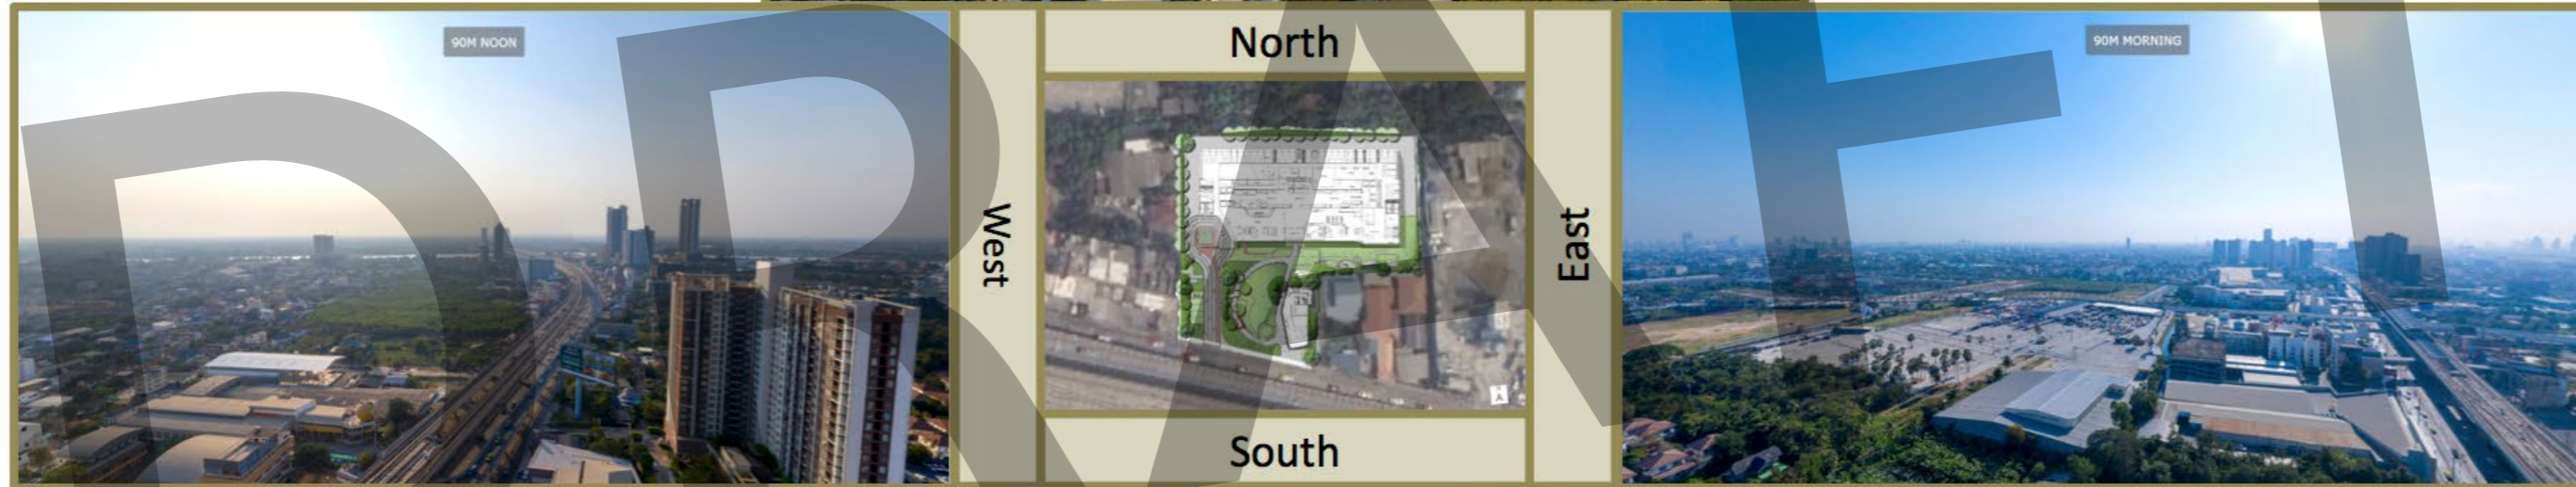 90M NOON
North
90M MORNING
West
East
South
DRAFT